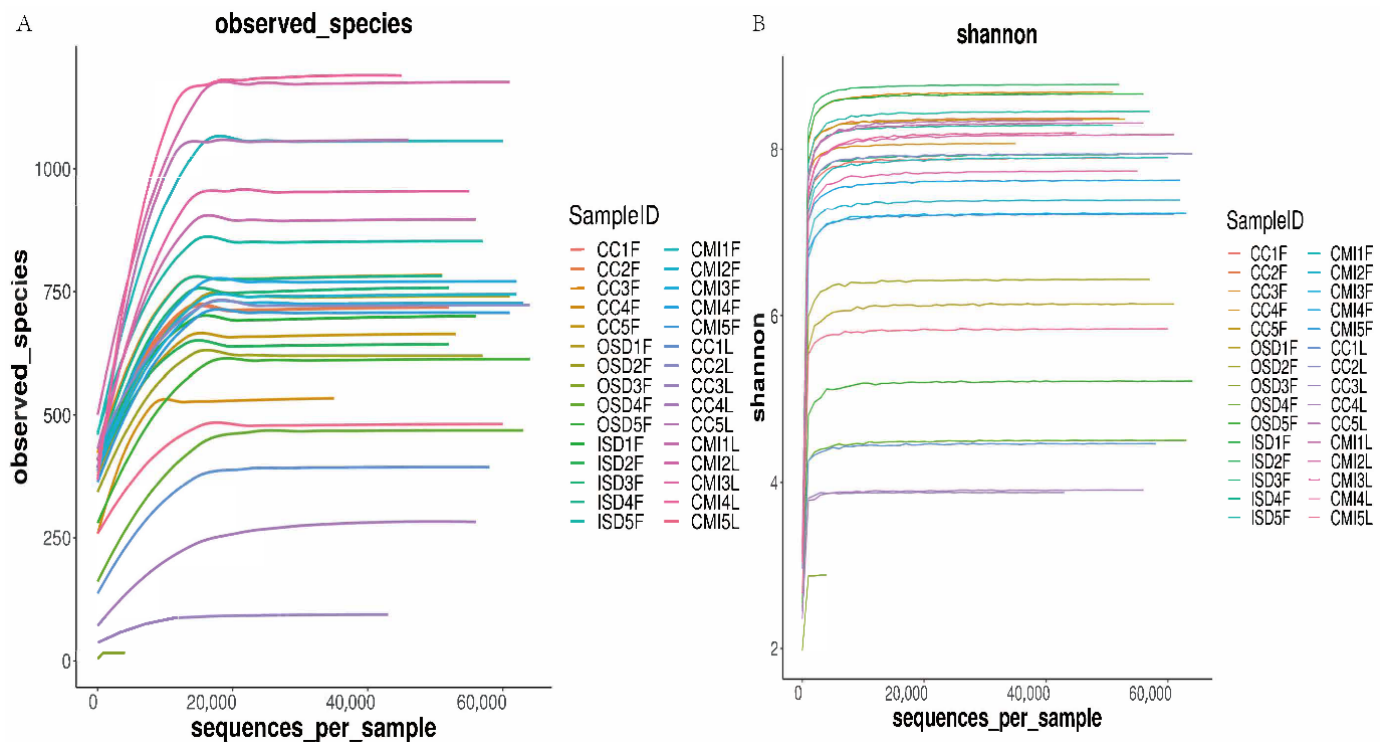 A
observed_species
1000
750
500
250
0
observed_species
0 20,000 40,000 60,000
sequences_per_sample
SampleID
CC1F CMI1F
CC2F CMI2F
CC3F CMI3F
CC4F CMI4F
CC5F CMI5F
OSD1F CC1L
OSD2F CC2L
OSD3F CC3L
OSD4F CC4L
OSD5F CC5L
ISD1F CMI1L
ISD2F CMI2L
ISD3F CMI3L
ISD4F CMI4L
ISD5F CMI5L
B
shannon
8
6
4
2
shannon
0 20,000 40,000 60,000
sequences_per_sample
SampleID
CC1F CMI1F
CC2F CMI2F
CC3F CMI3F
CC4F CMI4F
CC5F CMI5F
OSD1F CC1L
OSD2F CC2L
OSD3F CC3L
OSD4F CC4L
OSD5F CC5L
ISD1F CMI1L
ISD2F CMI2L
ISD3F CMI3L
ISD4F CMI4L
ISD5F CMI5L